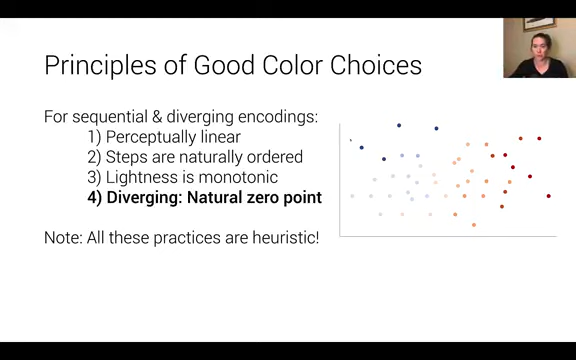 Principles of Good Color Choices
For sequential & diverging encodings:
1) Perceptually linear
2) Steps are naturally ordered
3) Lightness is monotonic
4) Diverging: Natural zero point
Note: All these practices are heuristic!